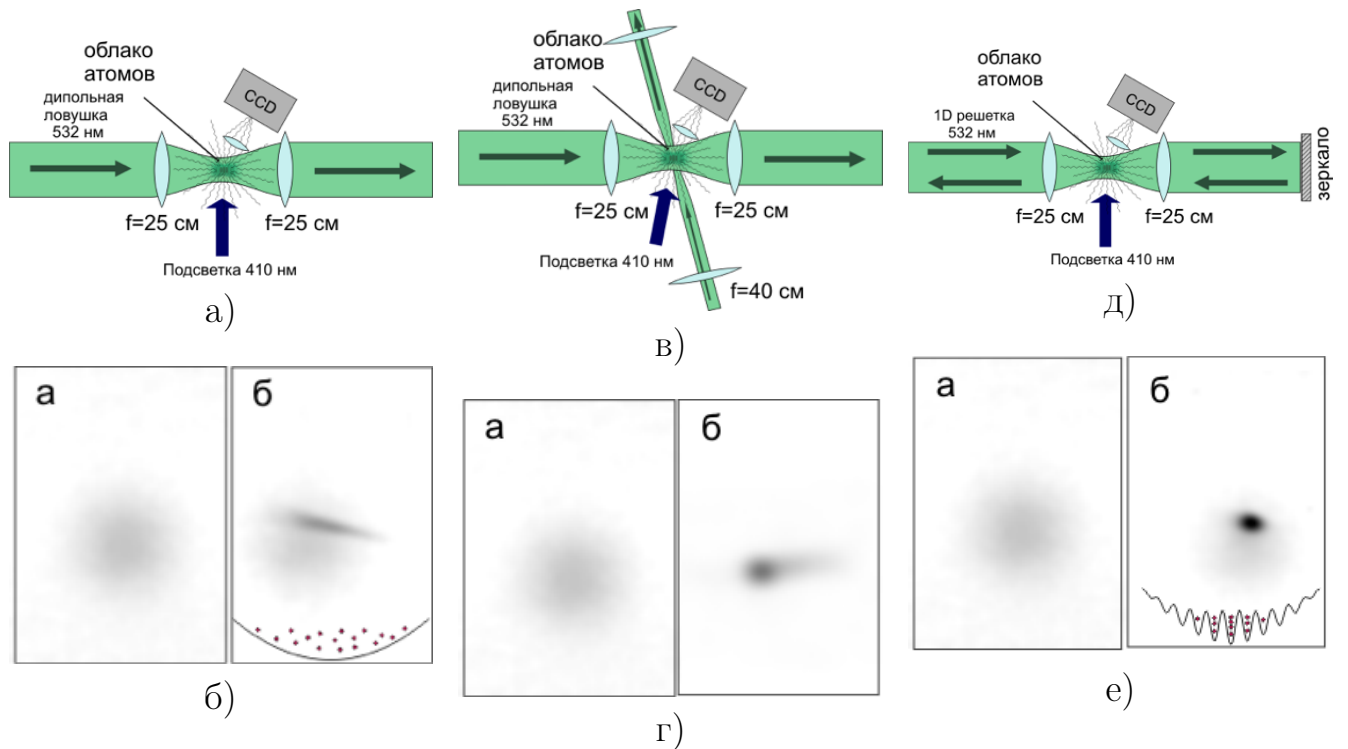 облако
атомов
дипольная
ловушка
532 нм
CCD
f=25 см
f=25 см
Подсветка 410 нм
а)
облако
атомов
дипольная
ловушка
532 нм
CCD
f=25 см
f=25 см
Подсветка 410 нм
f=40 см
в)
облако
атомов
1D решетка
532 нм
CCD
зеркало
f=25 см
f=25 см
Подсветка 410 нм
д)
а
б
б)
а
б
г)
а
б
е)